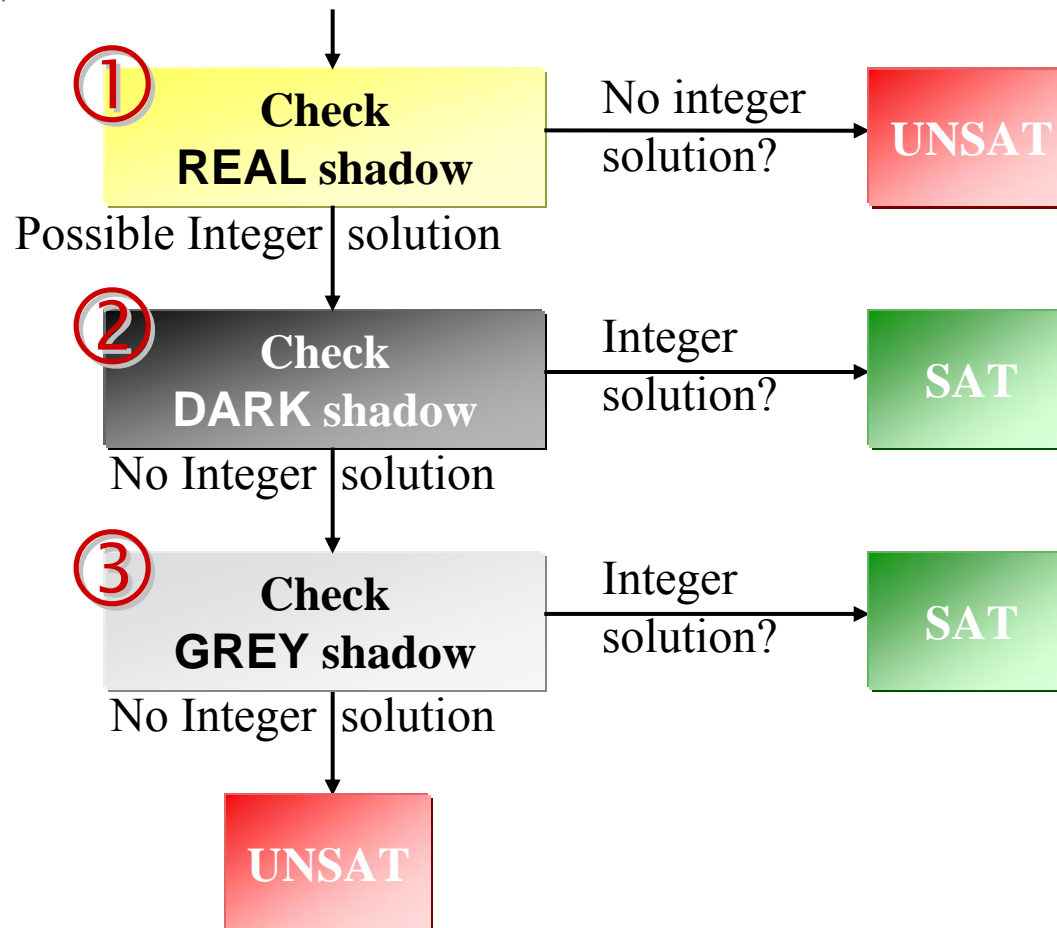 ①
Check
REAL shadow
No integer
solution?
UNSAT
Possible Integer solution
②
Check
DARK shadow
Integer
solution?
SAT
No Integer solution
③
Check
GREY shadow
Integer
solution?
SAT
No Integer solution
UNSAT